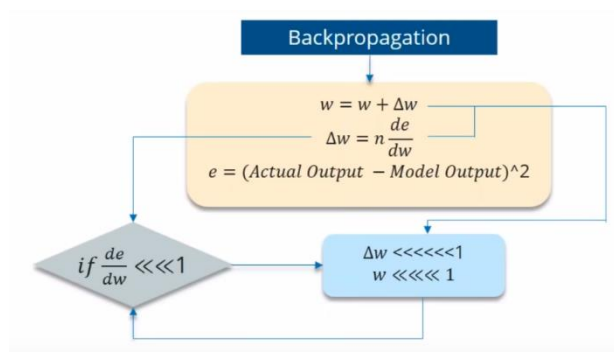 Backpropagation
w = w + Δw
Δw = n de/dw
e = (Actual Output − Model Output)^2
if de/dw ⋘1
Δw <<<<<<1
w ⋘< 1